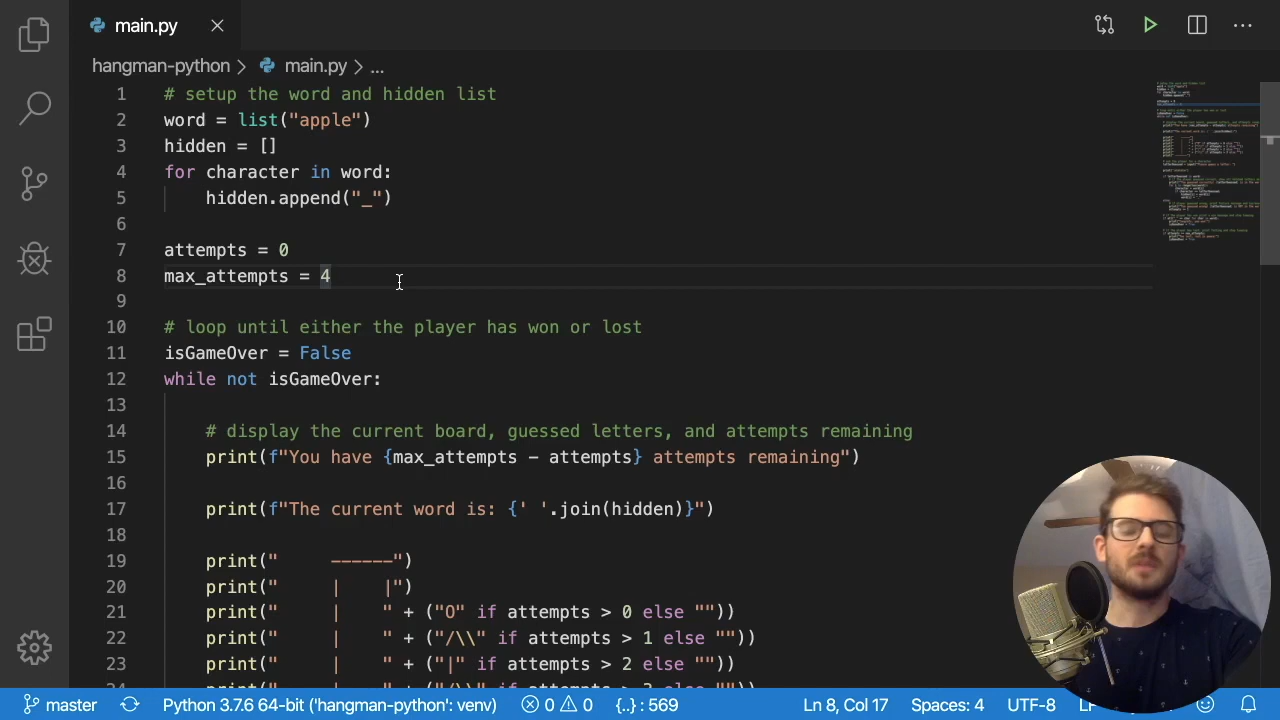 main.py
hangman-python > main.py > ...
1 # setup the word and hidden list
2 word = list("apple")
3 hidden = []
4 for character in word:
5 hidden.append("_")
6
7 attempts = 0
8 max_attempts = 4
9
10 # loop until either the player has won or lost
11 isGameOver = False
12 while not isGameOver:
13
14 # display the current board, guessed letters, and attempts remaining
15 print(f"You have {max_attempts - attempts} attempts remaining")
16
17 print(f"The current word is: {' '.join(hidden)}")
18
19 print("     ------")
20 print("     |    |")
21 print("     |    " + ("O" if attempts > 0 else ""))
22 print("     |    " + ("/\\" if attempts > 1 else ""))
23 print("     |    " + ("|" if attempts > 2 else ""))
master Python 3.7.6 64-bit ('hangman-python': venv) 0 0 {..} : 569 Ln 8, Col 17 Spaces: 4 UTF-8